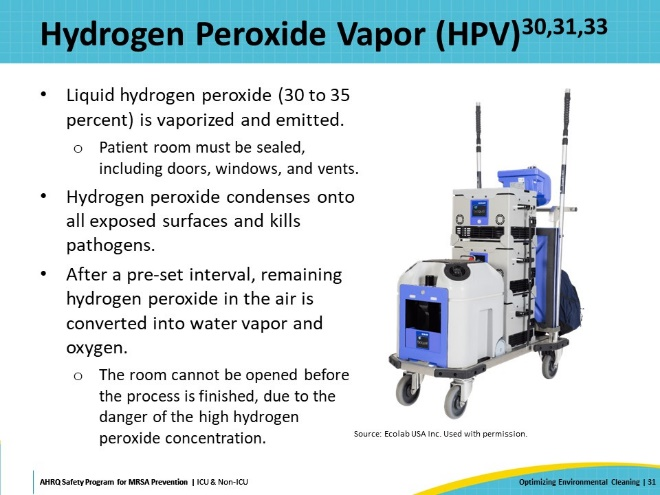 Hydrogen Peroxide Vapor (HPV)30,31,33
• Liquid hydrogen peroxide (30 to 35
percent) is vaporized and emitted.
o Patient room must be sealed,
including doors, windows, and vents.
• Hydrogen peroxide condenses onto
all exposed surfaces and kills
pathogens.
• After a pre-set interval, remaining
hydrogen peroxide in the air is
converted into water vapor and
oxygen.
o The room cannot be opened before
the process is finished, due to the
danger of the high hydrogen
peroxide concentration.
Source: Ecolab USA Inc. Used with permission.
AHRQ Safety Program for MRSA Prevention | ICU & Non-ICU
Optimizing Environmental Cleaning | 31